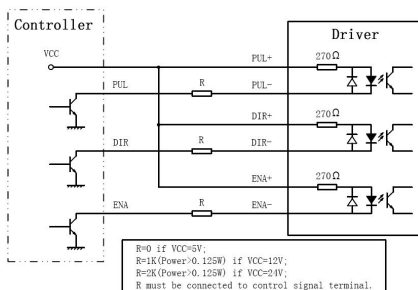 Controller
Driver
VCC
PUL+
270Ω
PUL
R
PUL-
DIR+
270Ω
DIR
R
DIR-
ENA+
270Ω
ENA
R
ENA-
R=0 if VCC=5V;
R=1K(Power>0.125W) if VCC=12V;
R=2K(Power>0.125W) if VCC=24V;
R must be connected to control signal terminal.